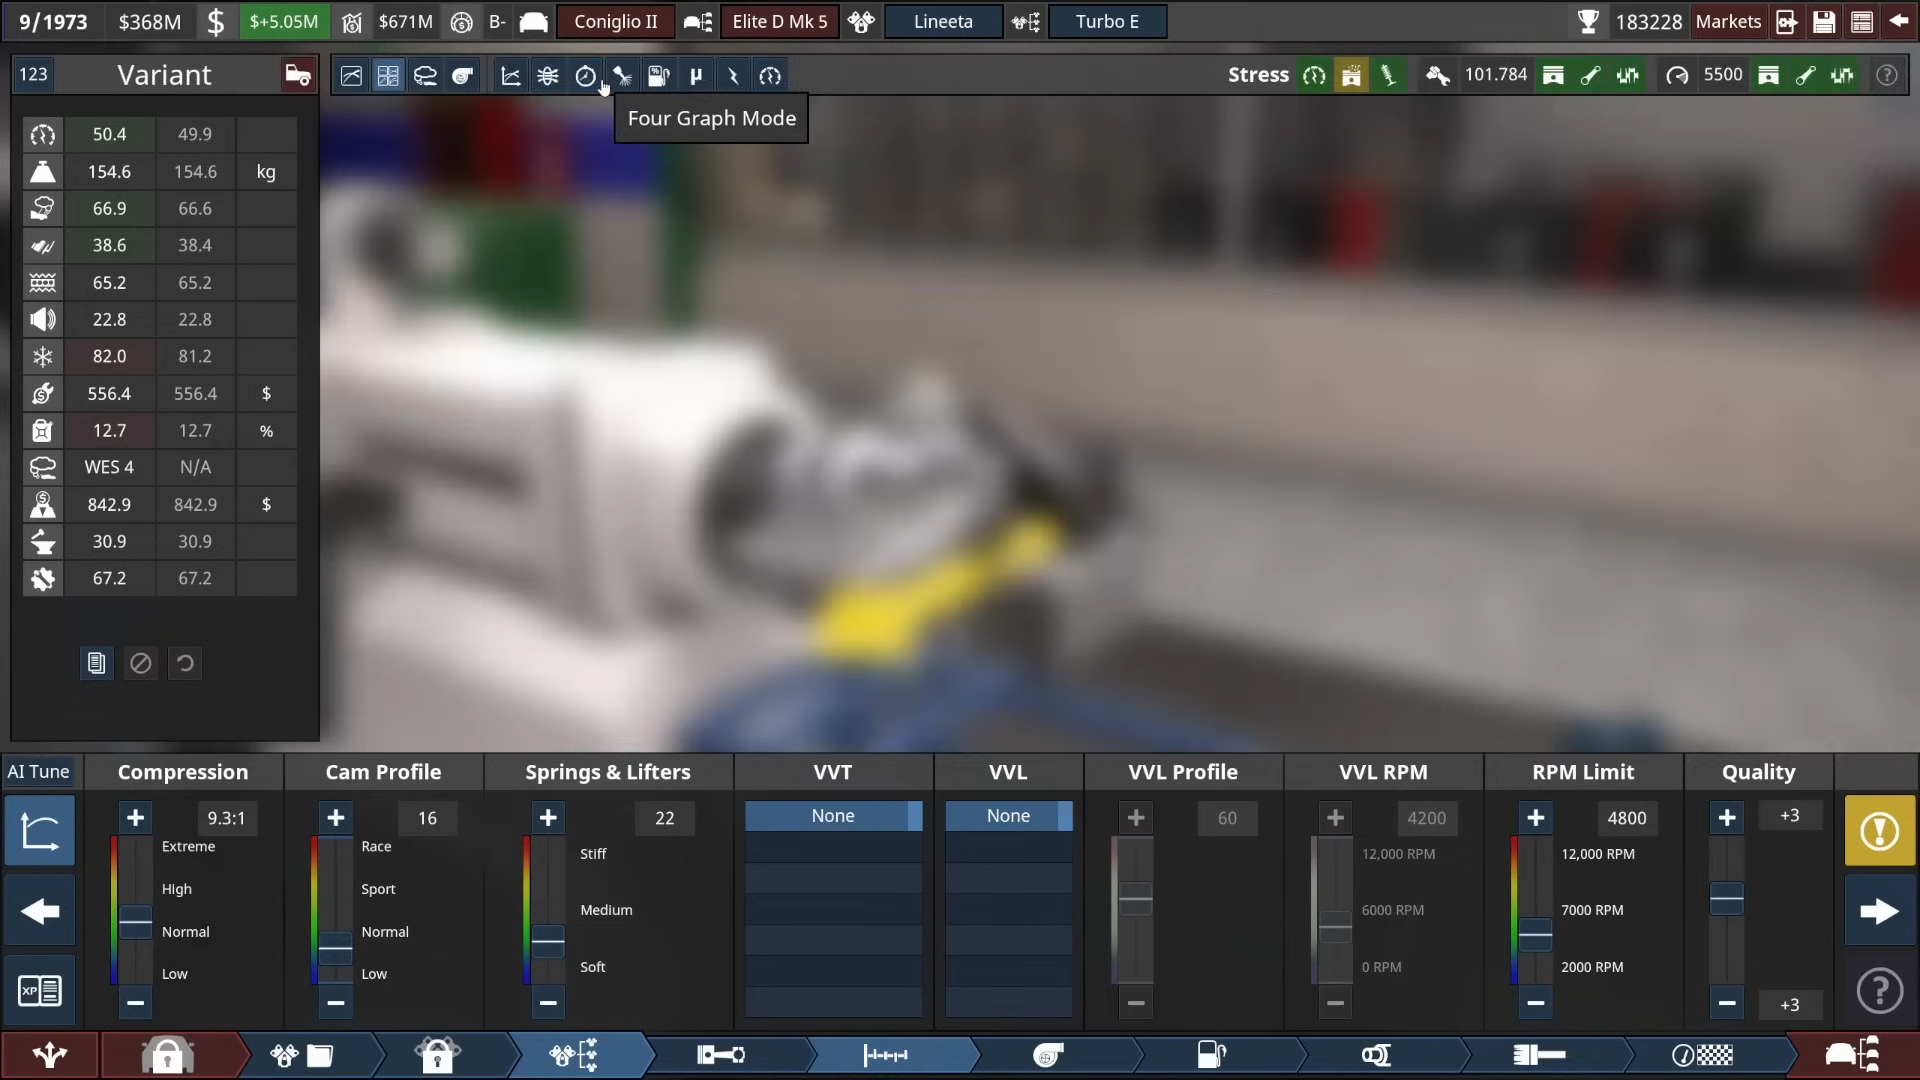 9/1973 $368M $+5.05M $671M B- Coniglio II Elite D Mk 5 Lineeta Turbo E 183228 Markets
123 Variant Stress 101.784 5500
Four Graph Mode
50.4 49.9
154.6 154.6 kg
66.9 66.6
38.6 38.4
65.2 65.2
22.8 22.8
82.0 81.2
556.4 556.4 $
12.7 12.7 %
WES 4 N/A
842.9 842.9 $
30.9 30.9
67.2 67.2
AI Tune Compression Cam Profile Springs & Lifters VVT VVL VVL Profile VVL RPM RPM Limit Quality
9.3:1 16 22 None None 60 4200 4800 +3
Extreme Race Stiff 12,000 RPM 12,000 RPM
High Sport Medium 6000 RPM 7000 RPM
Normal Normal
Low Low Soft 0 RPM 2000 RPM
XP +3